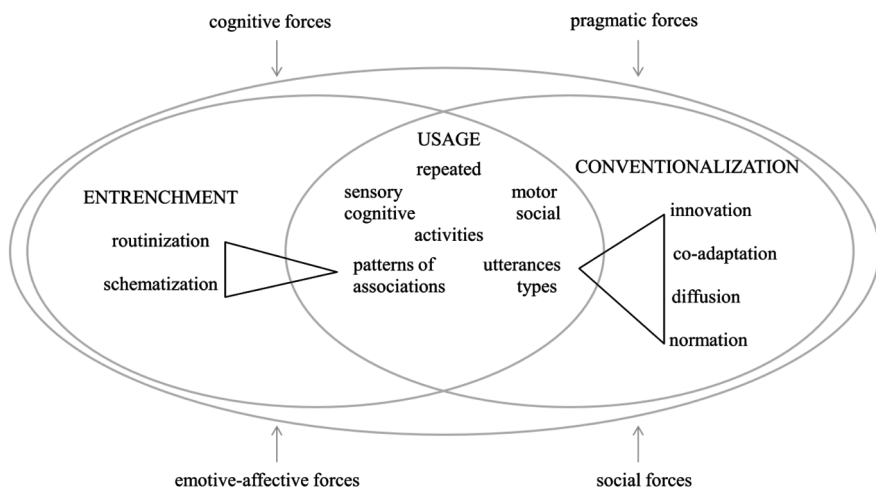 cognitive forces
pragmatic forces
USAGE
repeated
sensory motor
cognitive social
activities
patterns of utterances
associations types
ENTRENCHMENT
routinization
schematization
CONVENTIONALIZATION
innovation
co-adaptation
diffusion
normation
emotive-affective forces
social forces